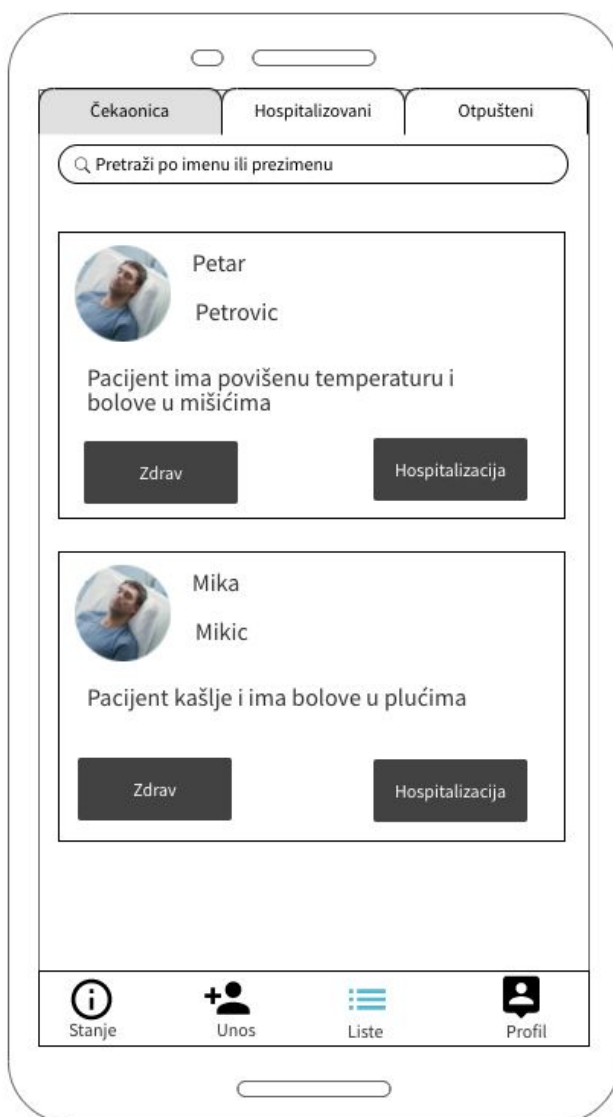 Čekaonica
Hospitalizovani
Otpušteni
Pretraži po imenu ili prezimenu
Petar
Petrovic
Pacijent ima povišenu temperaturu i
bolove u mišićima
Zdrav
Hospitalizacija
Mika
Mikic
Pacijent kašlje i ima bolove u plućima
Zdrav
Hospitalizacija
Stanje
Unos
Liste
Profil